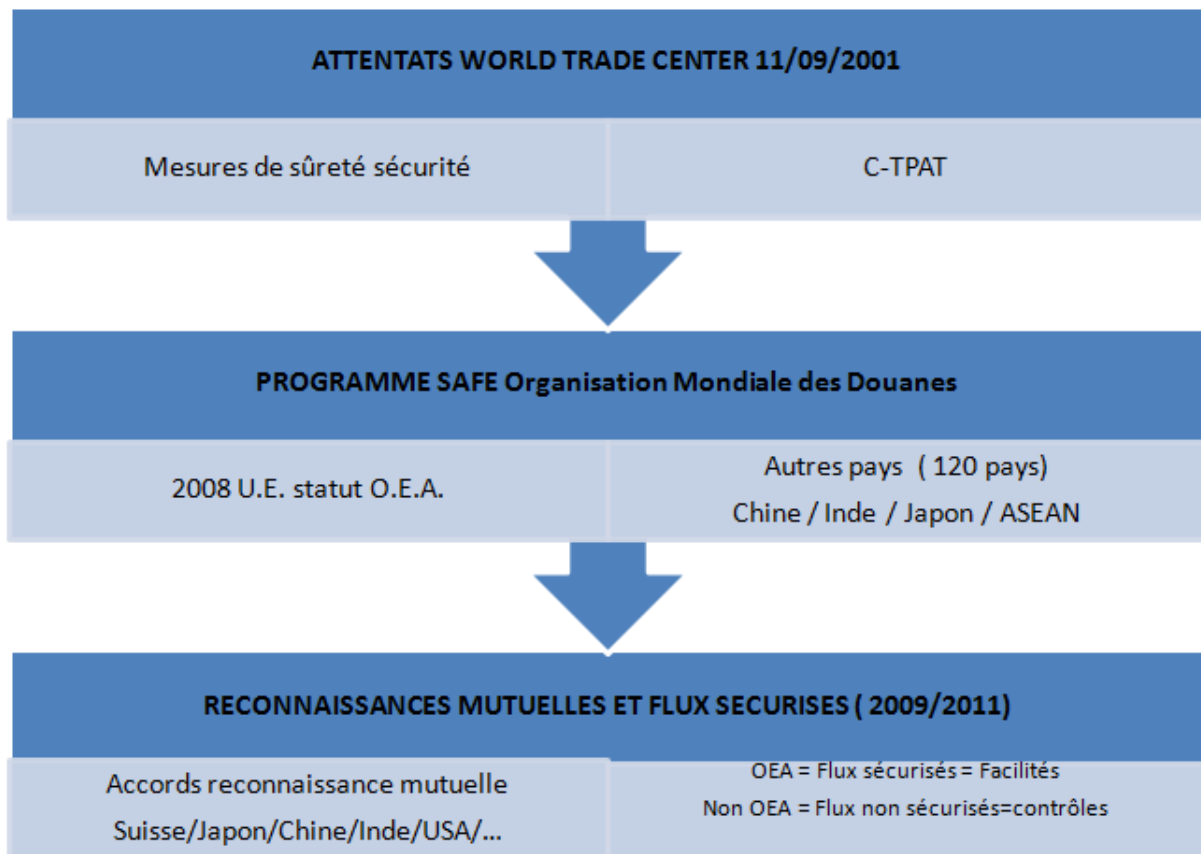 ATTENTATS WORLD TRADE CENTER 11/09/2001
Mesures de sûreté sécurité
C-TPAT
PROGRAMME SAFE Organisation Mondiale des Douanes
2008 U.E. statut O.E.A.
Autres pays ( 120 pays)
Chine / Inde / Japon / ASEAN
RECONNAISSANCES MUTUELLES ET FLUX SECURISES ( 2009/2011)
Accords reconnaissance mutuelle
Suisse/Japon/Chine/Inde/USA/...
OEA = Flux sécurisés = Facilités
Non OEA = Flux non sécurisés=contrôles